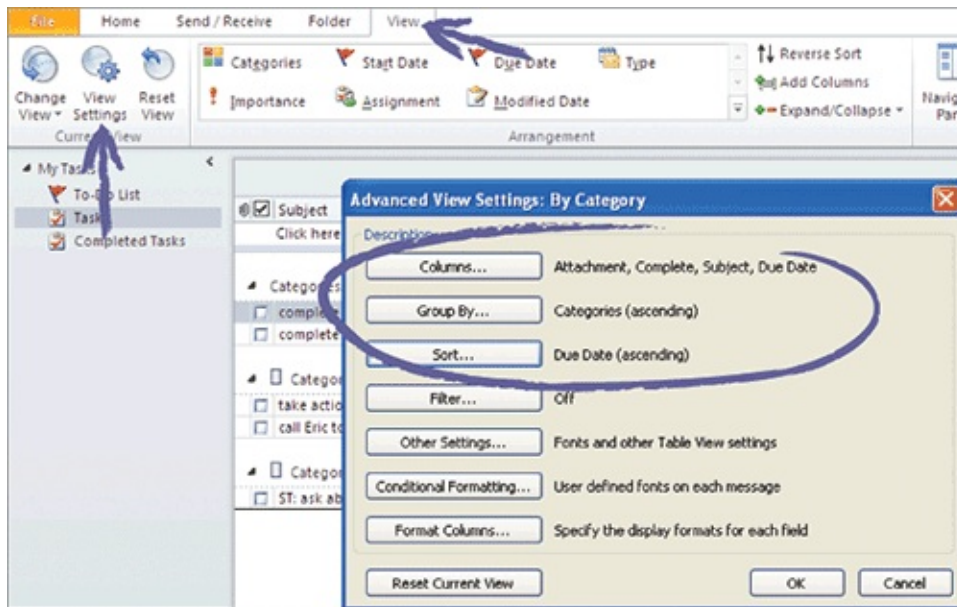 File Home Send / Receive Folder View
Categories Start Date Due Date Type
Reverse Sort
Add Columns
Change View View Settings Reset View
Importance Assignment Modified Date
Expand/Collapse
Arrangement
My Tasks
To-Do List
Tasks
Completed Tasks
Subject
Click here
Advanced View Settings: By Category
Description
Columns... Attachment, Complete, Subject, Due Date
Group By... Categories (ascending)
Sort... Due Date (ascending)
Filter... Off
Other Settings... Fonts and other Table View settings
Conditional Formatting... User defined fonts on each message
Format Columns... Specify the display formats for each field
Reset Current View OK Cancel
complete
take actio
call Eric to
ST: ask ab